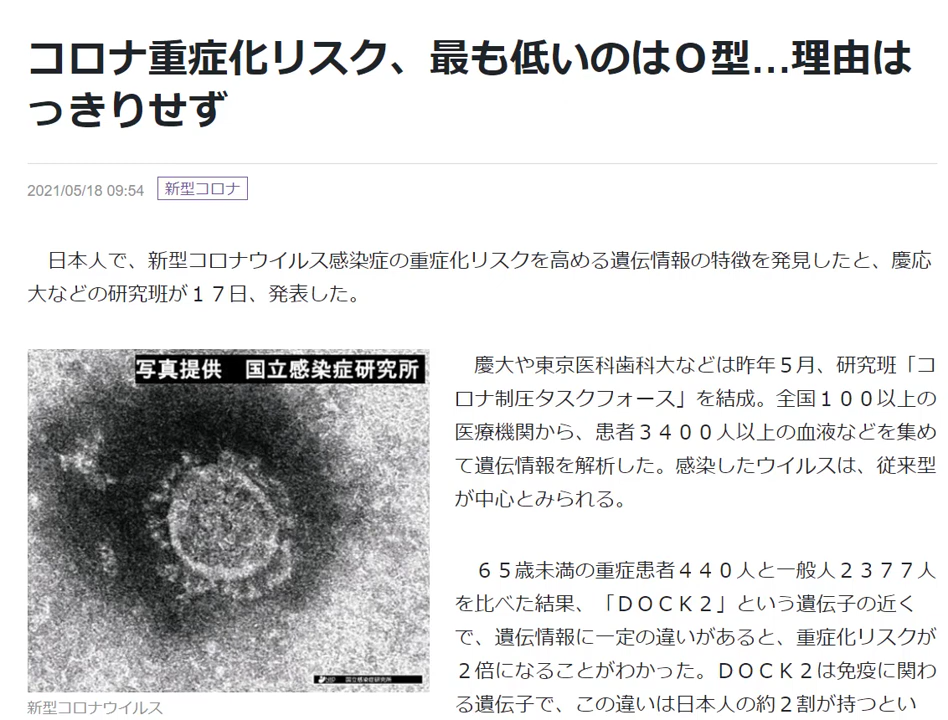 コロナ重症化リスク、最も低いのはＯ型…理由は
っきりせず
2021/05/18 09:54 新型コロナ
　日本人で、新型コロナウイルス感染症の重症化リスクを高める遺伝情報の特徴を発見したと、慶応
大などの研究班が１７日、発表した。
写真提供　国立感染症研究所
国立感染症研究所
新型コロナウイルス
　慶大や東京医科歯科大などは昨年５月、研究班「コ
ロナ制圧タスクフォース」を結成。全国１００以上の
医療機関から、患者３４００人以上の血液などを集め
て遺伝情報を解析した。感染したウイルスは、従来型
が中心とみられる。
　６５歳未満の重症患者４４０人と一般人２３７７人
を比べた結果、「ＤＯＣＫ２」という遺伝子の近く
で、遺伝情報に一定の違いがあると、重症化リスクが
２倍になることがわかった。ＤＯＣＫ２は免疫に関わ
る遺伝子で、この違いは日本人の約２割が持つとい